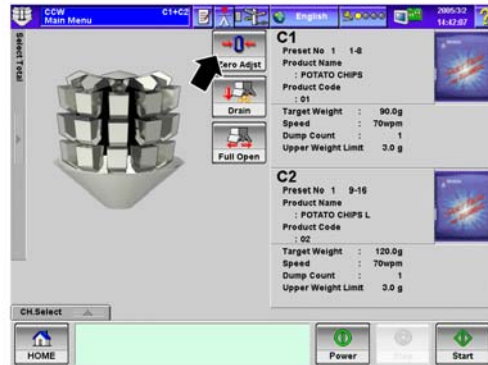 CCW
Main Menu
C1+C2
English
2005/3/2
14:42:07
?
Select Total
Zero Adjst
Drain
Full Open
C1
Preset No 1 1-8
Product Name
: POTATO CHIPS
Product Code
: 01
Target Weight : 90.0g
Speed : 70wpm
Dump Count : 1
Upper Weight Limit 3.0 g
C2
Preset No 1 9-16
Product Name
: POTATO CHIPS L
Product Code
: 02
Target Weight : 120.0g
Speed : 70wpm
Dump Count : 1
Upper Weight Limit 3.0 g
CH.Select
HOME
Power
Start